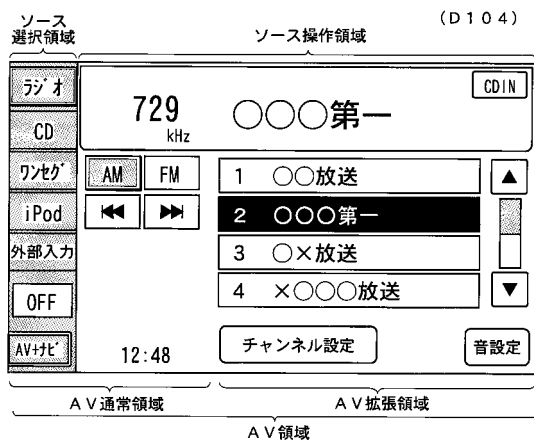 (D104)
ソース
選択領域
ソース操作領域
ラジオ
CD
ワンセグ
iPod
外部入力
OFF
AV+ナビ
729
kHz
○○○第一
CDIN
AM
FM
1 ○○放送
2 ○○○第一
3 ○×放送
4 ×○○○放送
▲
▼
12:48
チャンネル設定
音設定
AV通常領域
AV拡張領域
AV領域